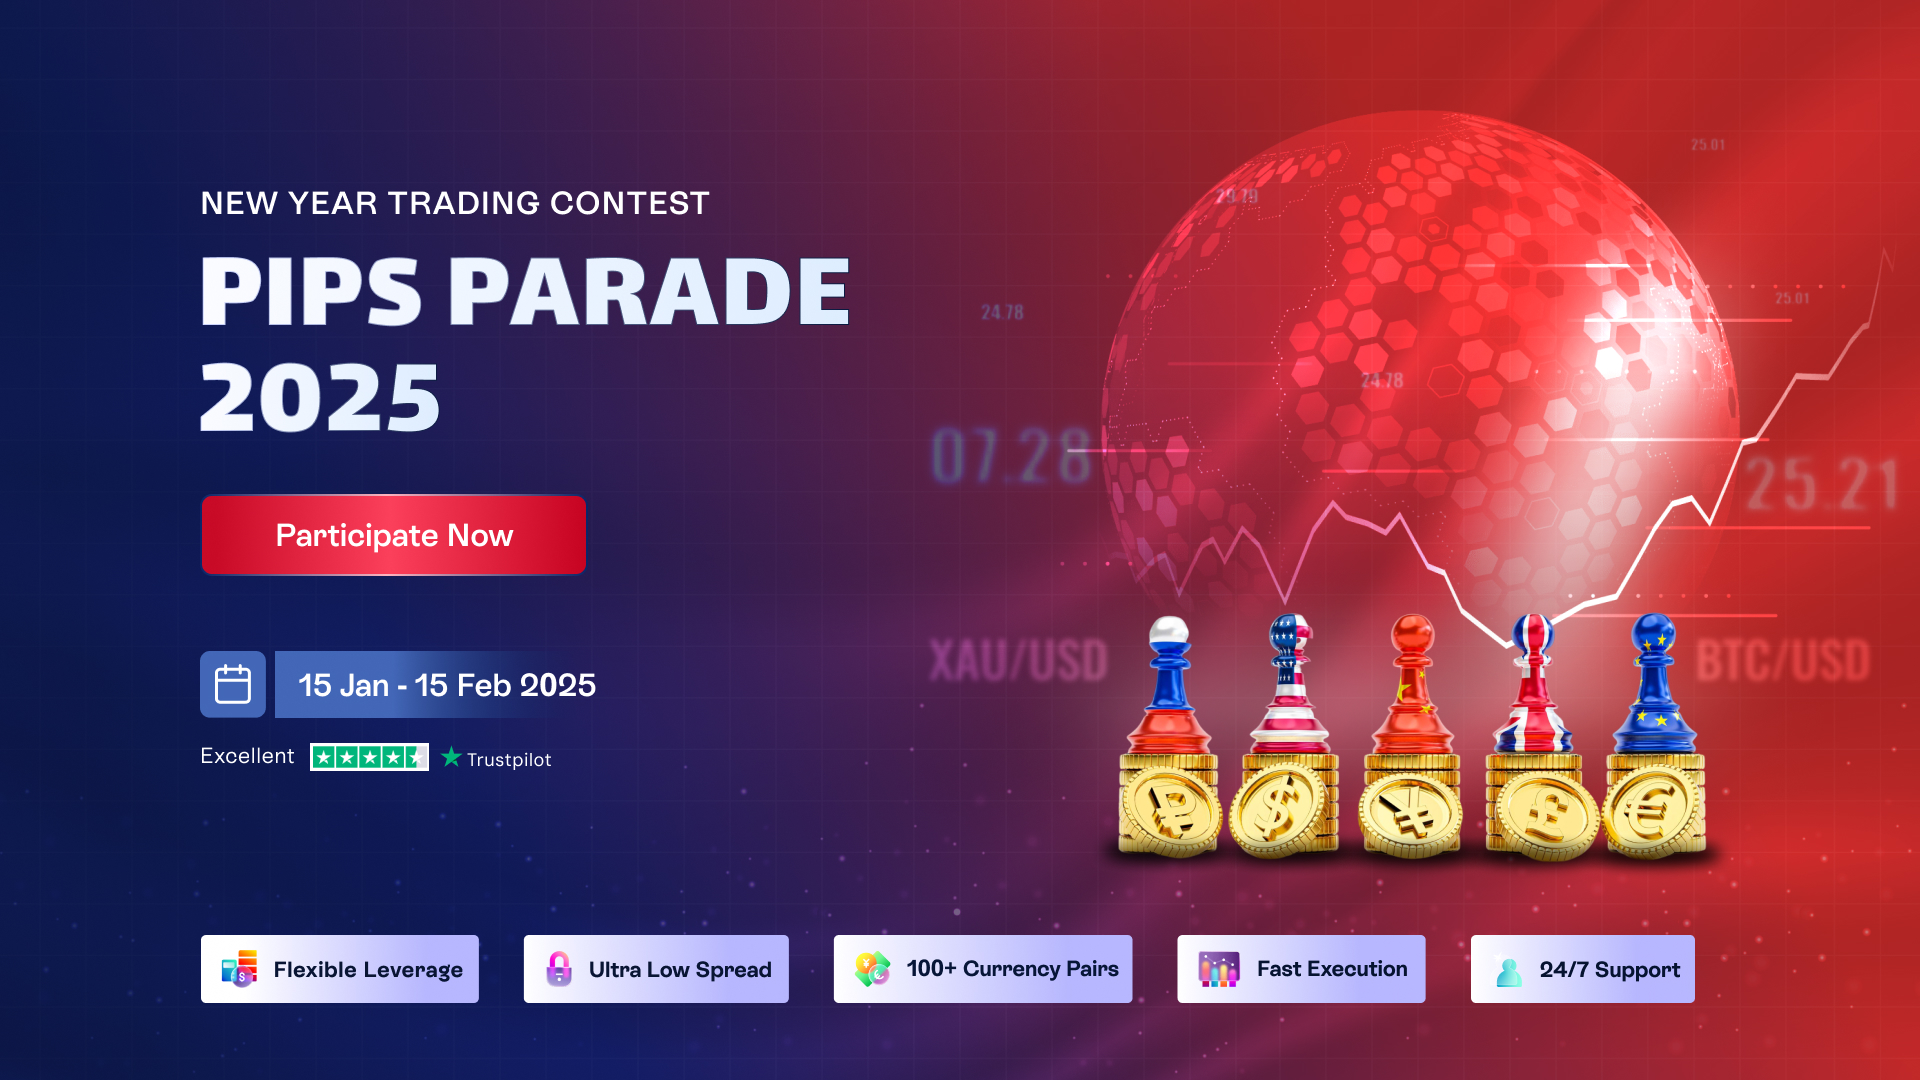 NEW YEAR TRADING CONTEST
PIPS PARADE
2025
Participate Now
15 Jan - 15 Feb 2025
Excellent
Trustpilot
25.01
29.79
24.78
25.01
24.78
07.28
25.21
XAU/USD
BTC/USD
Flexible Leverage
Ultra Low Spread
100+ Currency Pairs
Fast Execution
24/7 Support